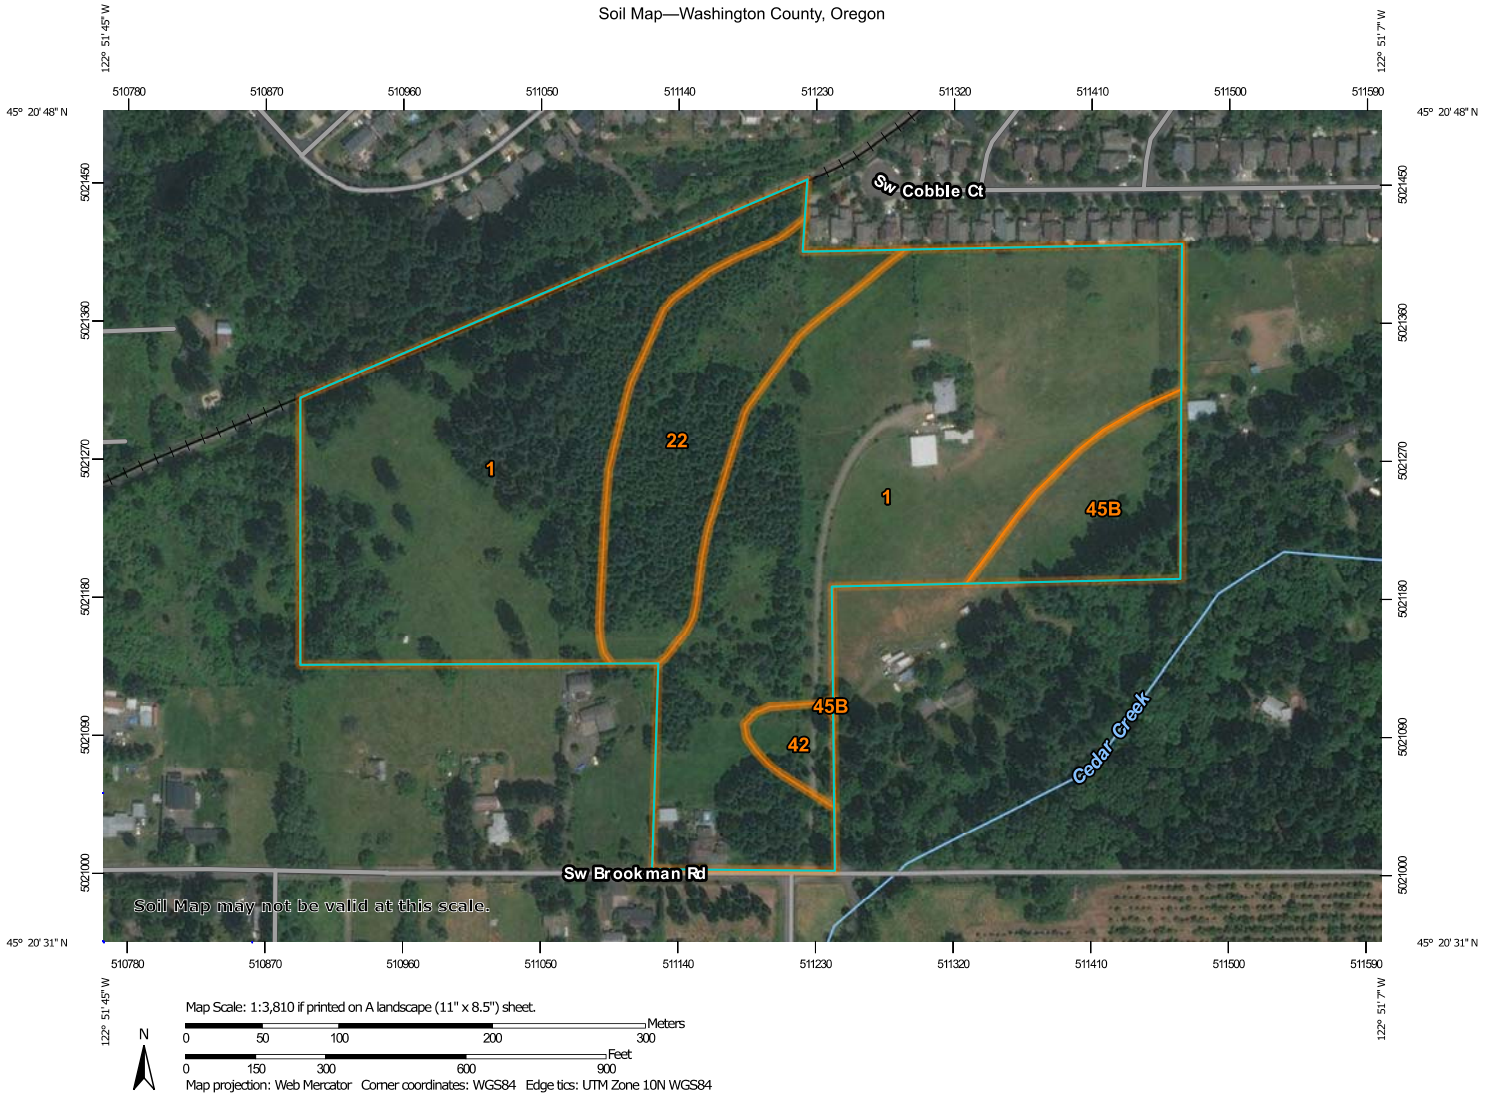 Soil Map—Washington County, Oregon
122° 51' 45" W
122° 51' 7" W
510780 510870 510960 511050 511140 511230 511320 511410 511500 511590
45° 20' 48" N
45° 20' 48" N
5021450
5021450
Sw Cobble Ct
5021360
5021360
22
1
5021270
5021270
1
45B
5021180
5021180
45B
42
5021090
5021090
Cedar Creek
5021000
5021000
Sw Brookman Rd
Soil Map may not be valid at this scale.
45° 20' 31" N
45° 20' 31" N
510780 510870 510960 511050 511140 511230 511320 511410 511500 511590
122° 51' 45" W
122° 51' 7" W
Map Scale: 1:3,810 if printed on A landscape (11" x 8.5") sheet.
N
Meters
0 50 100 200 300
Feet
0 150 300 600 900
Map projection: Web Mercator Corner coordinates: WGS84 Edge tics: UTM Zone 10N WGS84